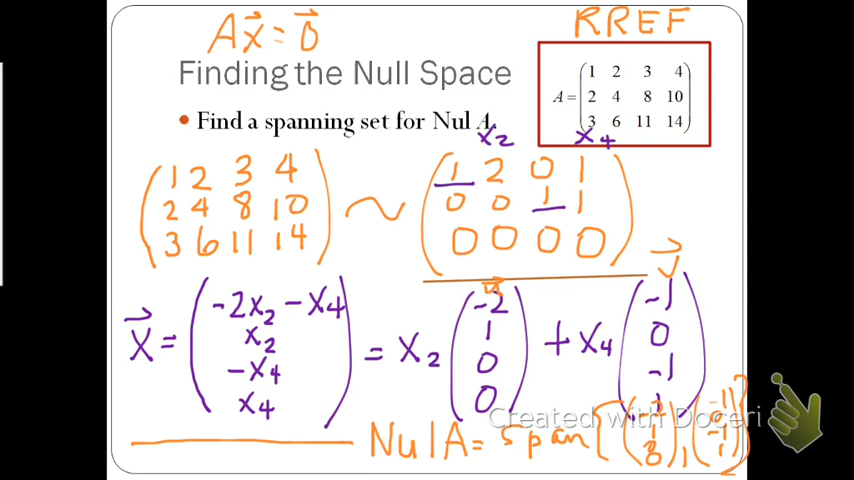 Ax⃗ = 0⃗ RREF
Finding the Null Space
A = ( 1 2 3 4
2 4 8 10
3 6 11 14 )
• Find a spanning set for Nul A.
x₂ x₄
( 1 2 3 4 ) ~ ( 1 2 0 1 )
( 2 4 8 10 ) ( 0 0 1 1 )
( 3 6 11 14 ) ( 0 0 0 0 )
v⃗
x⃗ = ( -2x₂ - x₄ ) = x₂ ( -2 ) + x₄ ( -1 )
( x₂ ) ( 1 ) ( 0 )
( -x₄ ) ( 0 ) ( -1 )
( x₄ ) ( 0 ) ( 1 )
Created with Doceri
Nul A = span {